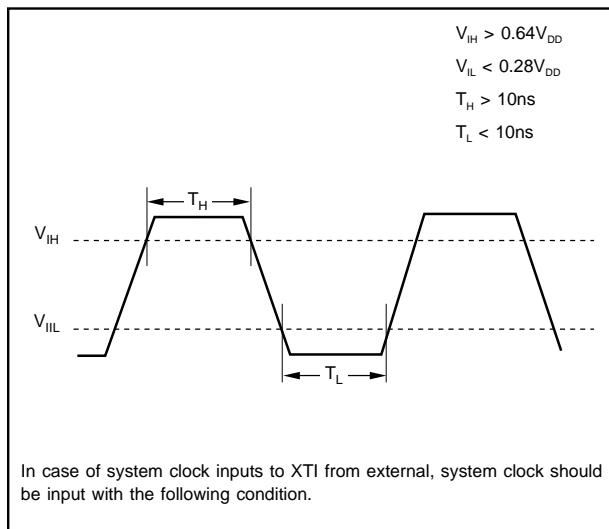 V_IH > 0.64V_DD
V_IL < 0.28V_DD
T_H > 10ns
T_L < 10ns
T_H
V_IH
V_IIL
T_L
In case of system clock inputs to XTI from external, system clock should
be input with the following condition.